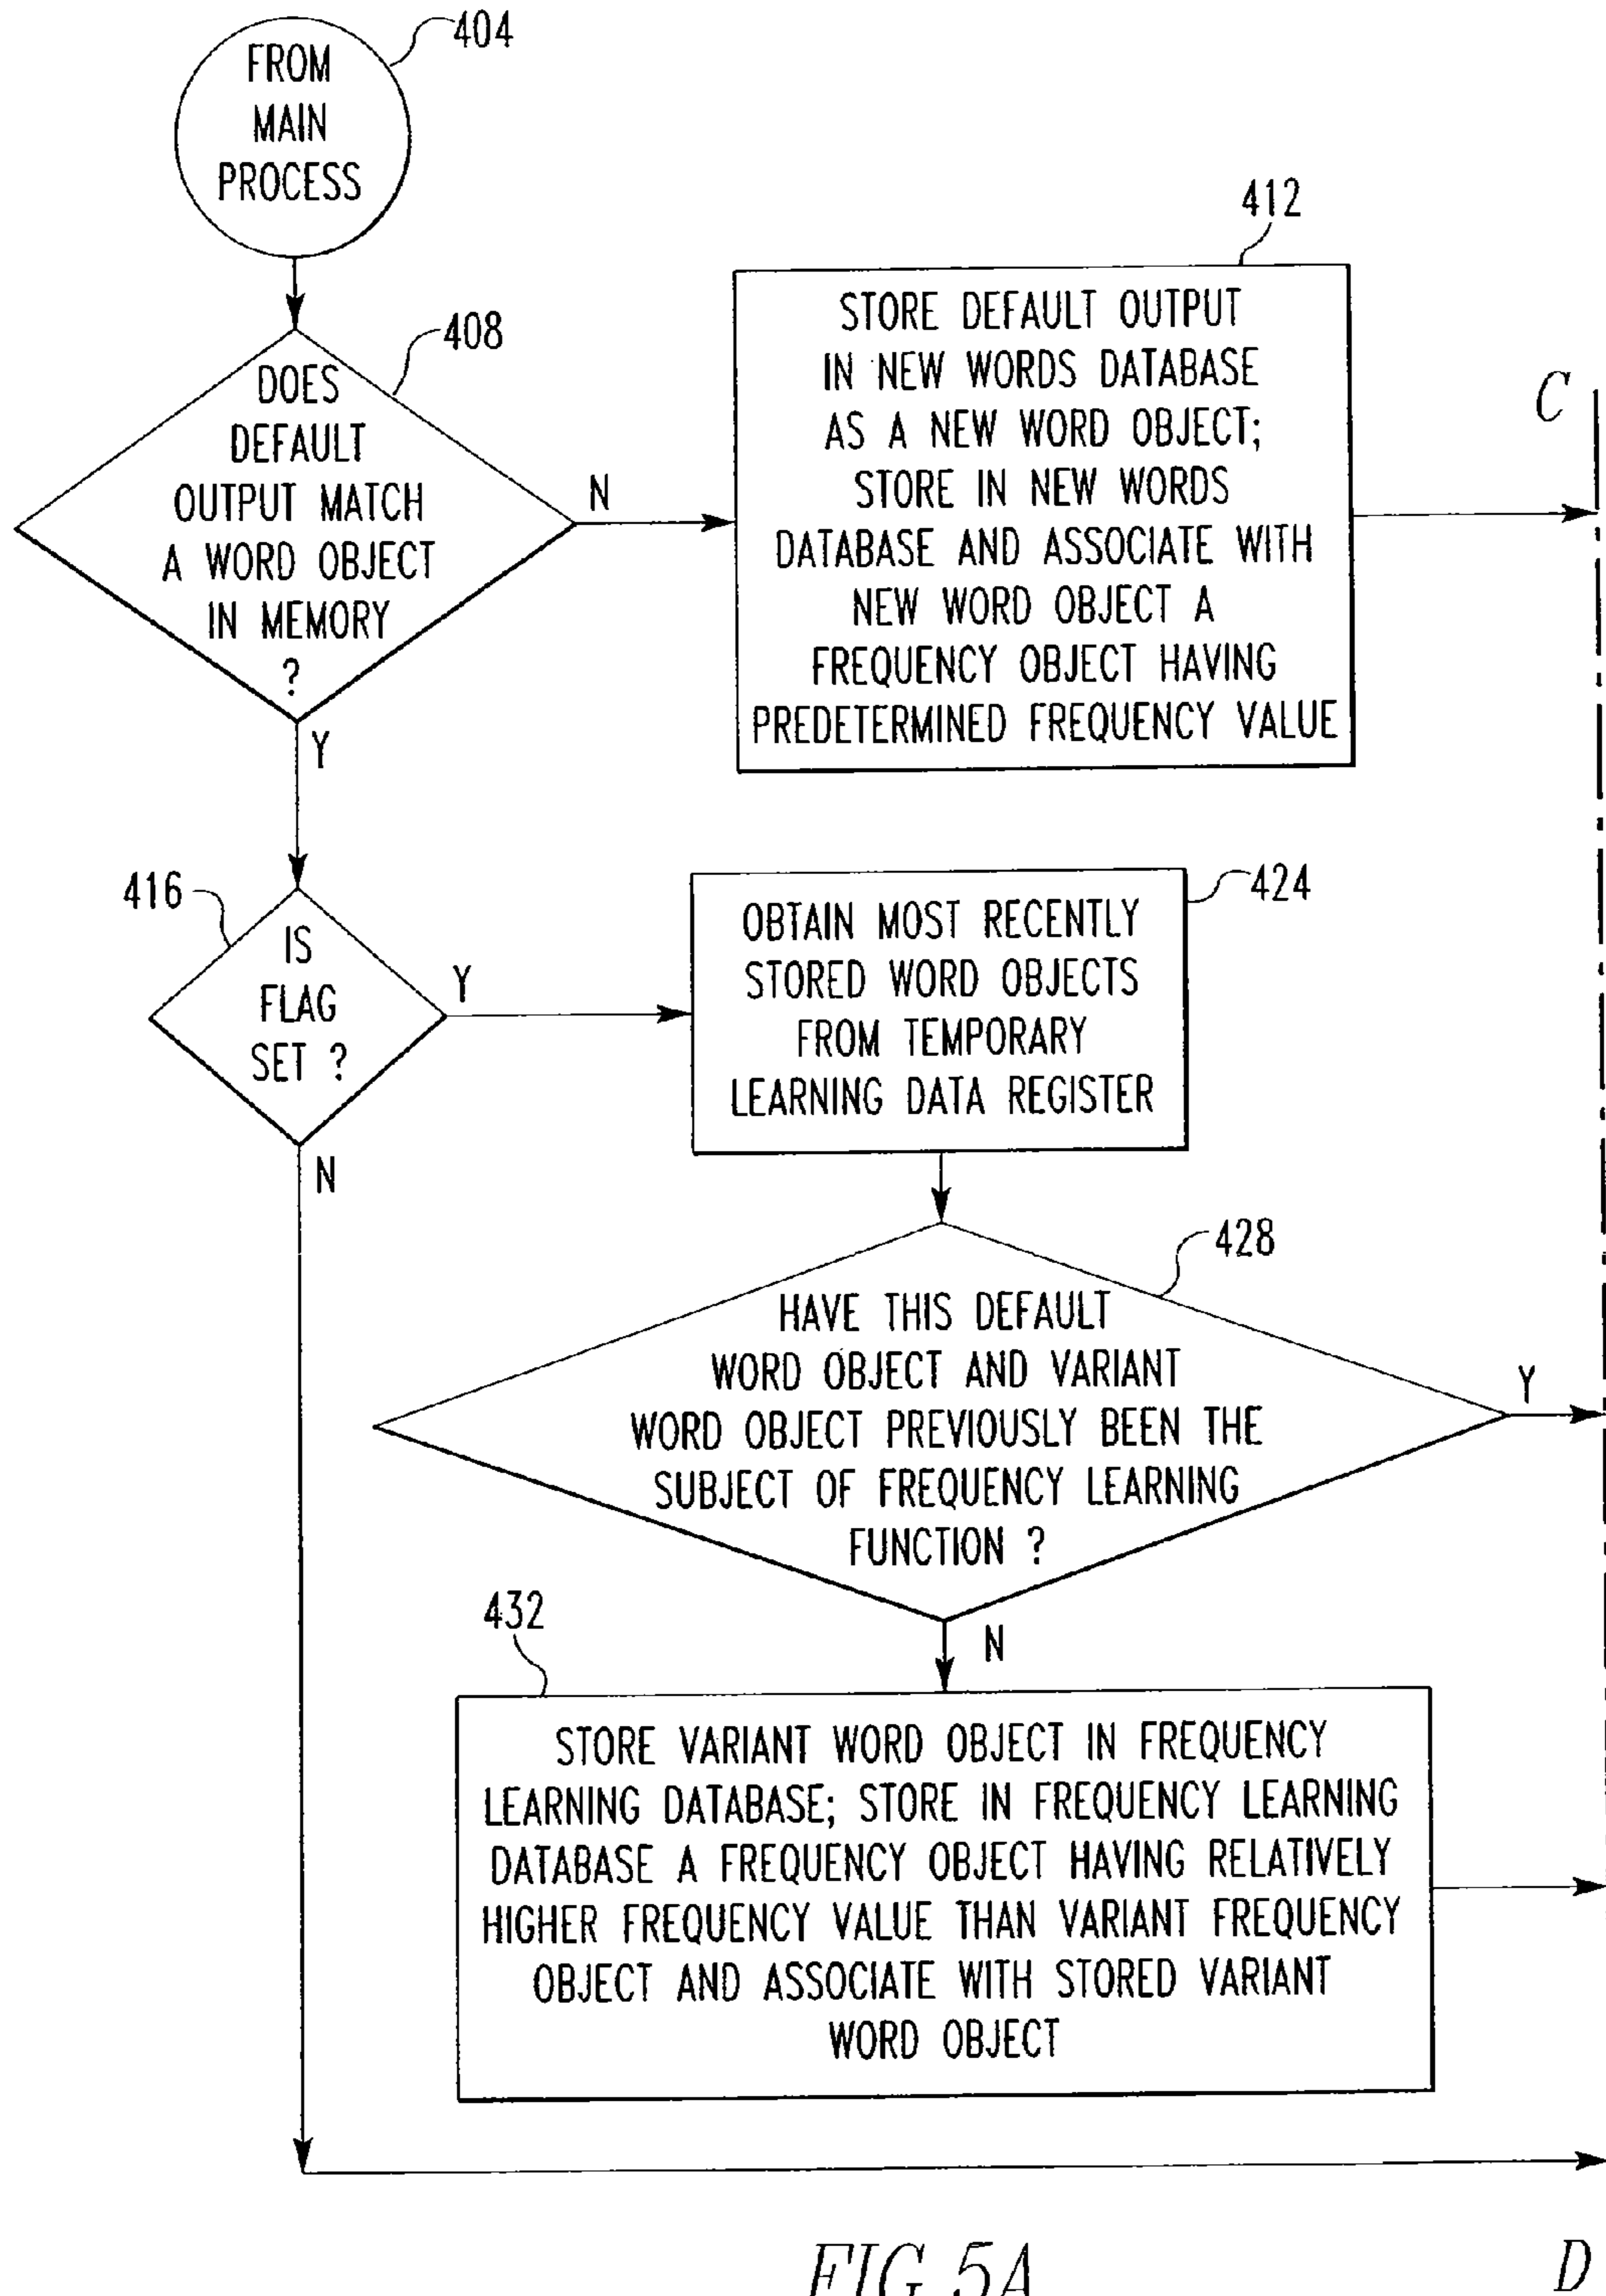 FROM
MAIN
PROCESS
404
DOES
DEFAULT
OUTPUT MATCH
A WORD OBJECT
IN MEMORY
?
408
N
Y
412
STORE DEFAULT OUTPUT
IN NEW WORDS DATABASE
AS A NEW WORD OBJECT;
STORE IN NEW WORDS
DATABASE AND ASSOCIATE WITH
NEW WORD OBJECT A
FREQUENCY OBJECT HAVING
PREDETERMINED FREQUENCY VALUE
C
416
IS
FLAG
SET ?
Y
N
424
OBTAIN MOST RECENTLY
STORED WORD OBJECTS
FROM TEMPORARY
LEARNING DATA REGISTER
428
HAVE THIS DEFAULT
WORD OBJECT AND VARIANT
WORD OBJECT PREVIOUSLY BEEN THE
SUBJECT OF FREQUENCY LEARNING
FUNCTION ?
Y
N
432
STORE VARIANT WORD OBJECT IN FREQUENCY
LEARNING DATABASE; STORE IN FREQUENCY LEARNING
DATABASE A FREQUENCY OBJECT HAVING RELATIVELY
HIGHER FREQUENCY VALUE THAN VARIANT FREQUENCY
OBJECT AND ASSOCIATE WITH STORED VARIANT
WORD OBJECT
FIG. 5A
D